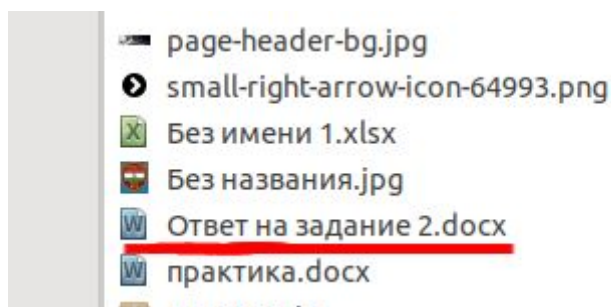 page-header-bg.jpg
small-right-arrow-icon-64993.png
Без имени 1.xlsx
Без названия.jpg
Ответ на задание 2.docx
практика.docx